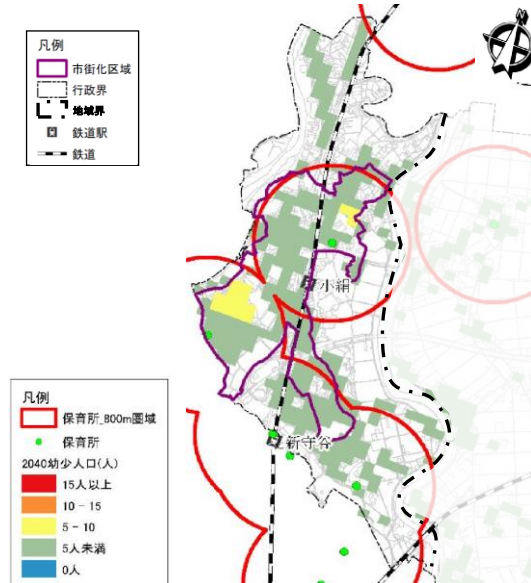 凡例
市街化区域
行政界
地域界
鉄道駅
鉄道
N
小絹
新守谷
凡例
保育所_800m圏域
保育所
2040幼少人口(人)
15人以上
10 - 15
5 - 10
5人未満
0人